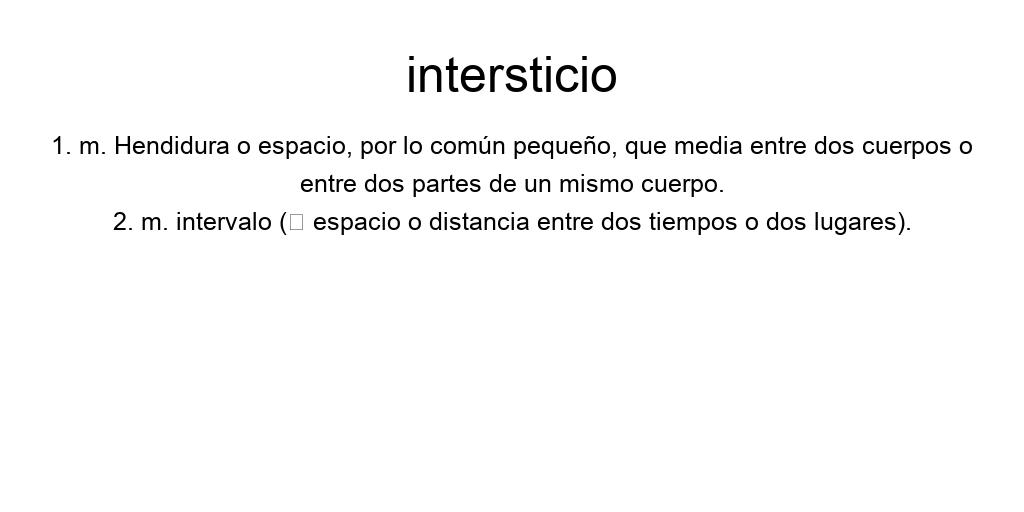 intersticio
1. m. Hendidura o espacio, por lo común pequeño, que media entre dos cuerpos o
entre dos partes de un mismo cuerpo.
2. m. intervalo (□ espacio o distancia entre dos tiempos o dos lugares).